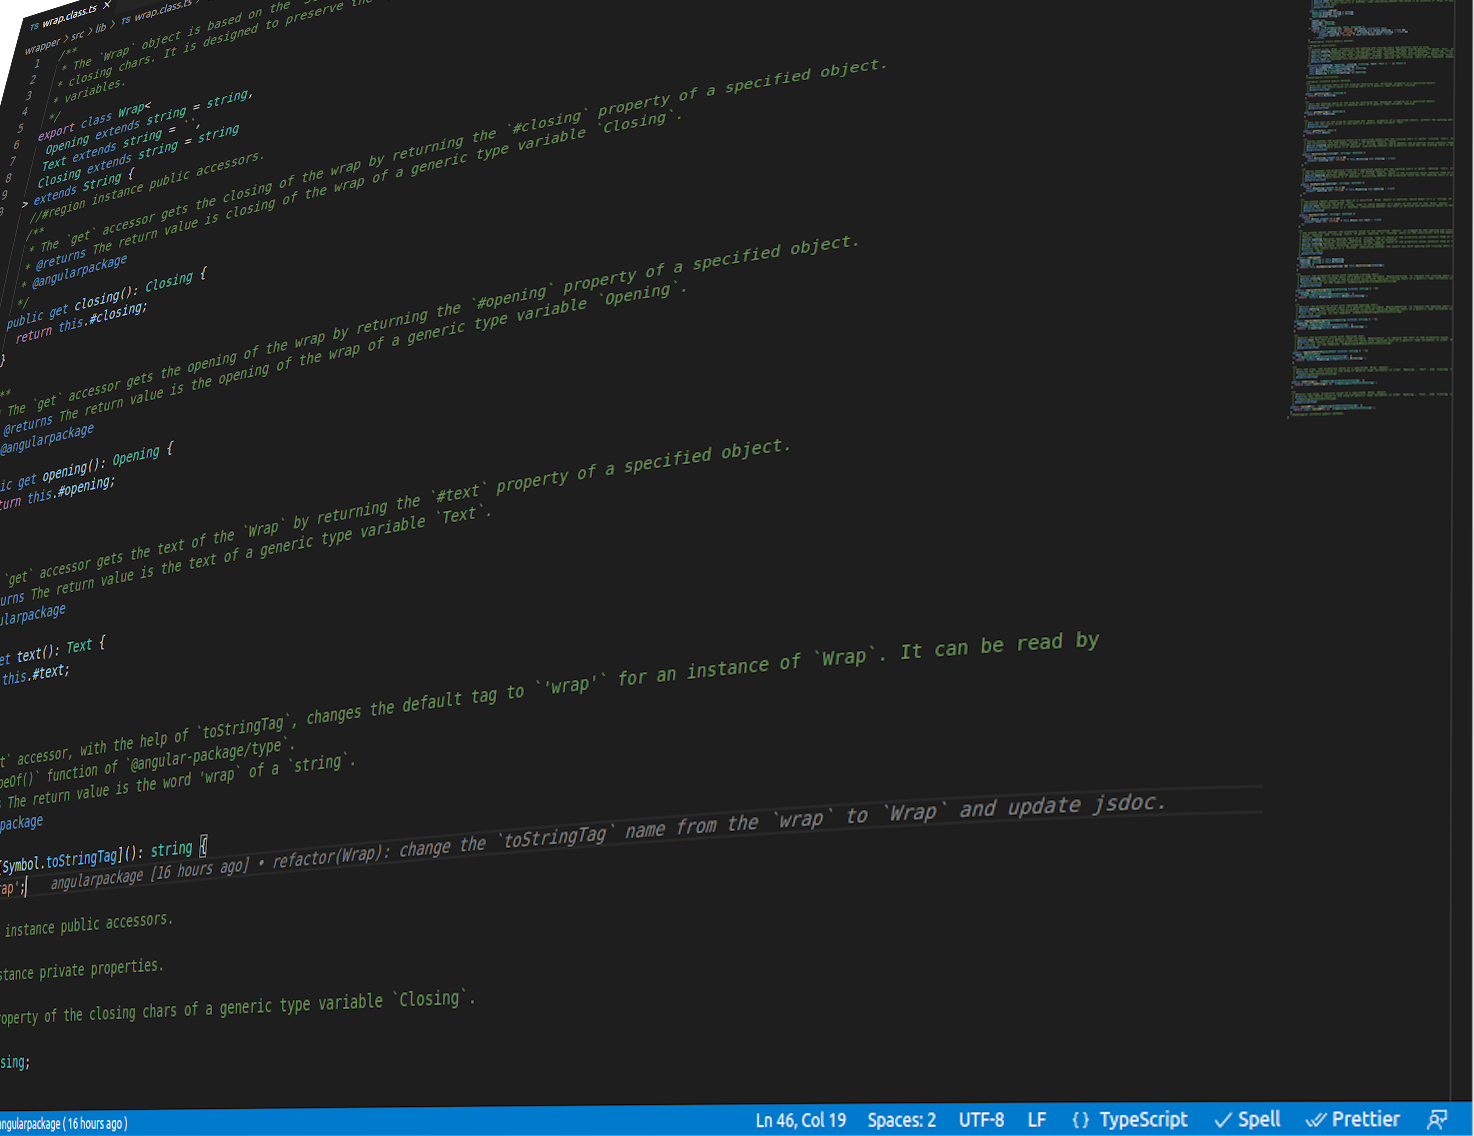 TS wrap.class.ts ×
wrapper > src > lib > TS wrap.class.ts
1 /**
2 * The `Wrap` object is based on the
3 * closing chars. It is designed to preserve the
4 * variables.
5 */
6 export class Wrap<
7 Opening extends string = string,
8 Text extends string = ``,
9 Closing extends string = string
> extends String {
//#region instance public accessors.
/**
* The `get` accessor gets the closing of the wrap by returning the `#closing` property of a specified object.
* @returns The return value is closing of the wrap of a generic type variable `Closing`.
* @angularpackage
*/
public get closing(): Closing {
return this.#closing;
}
**
The `get` accessor gets the opening of the wrap by returning the `#opening` property of a specified object.
@returns The return value is the opening of the wrap of a generic type variable `Opening`.
@angularpackage
ic get opening(): Opening {
turn this.#opening;
`get` accessor gets the text of the `Wrap` by returning the `#text` property of a specified object.
urns The return value is the text of a generic type variable `Text`.
ularpackage
et text(): Text {
this.#text;
t` accessor, with the help of `toStringTag`, changes the default tag to `'wrap'` for an instance of `Wrap`. It can be read by
peOf()` function of `@angular-package/type`.
The return value is the word 'wrap' of a `string`.
package
[Symbol.toStringTag](): string {
rap'; angularpackage [16 hours ago] • refactor(Wrap): change the `toStringTag` name from the `wrap` to `Wrap` and update jsdoc.
instance public accessors.
stance private properties.
roperty of the closing chars of a generic type variable `Closing`.
sing;
angularpackage ( 16 hours ago ) Ln 46, Col 19 Spaces: 2 UTF-8 LF {} TypeScript ✓ Spell ✓✓ Prettier